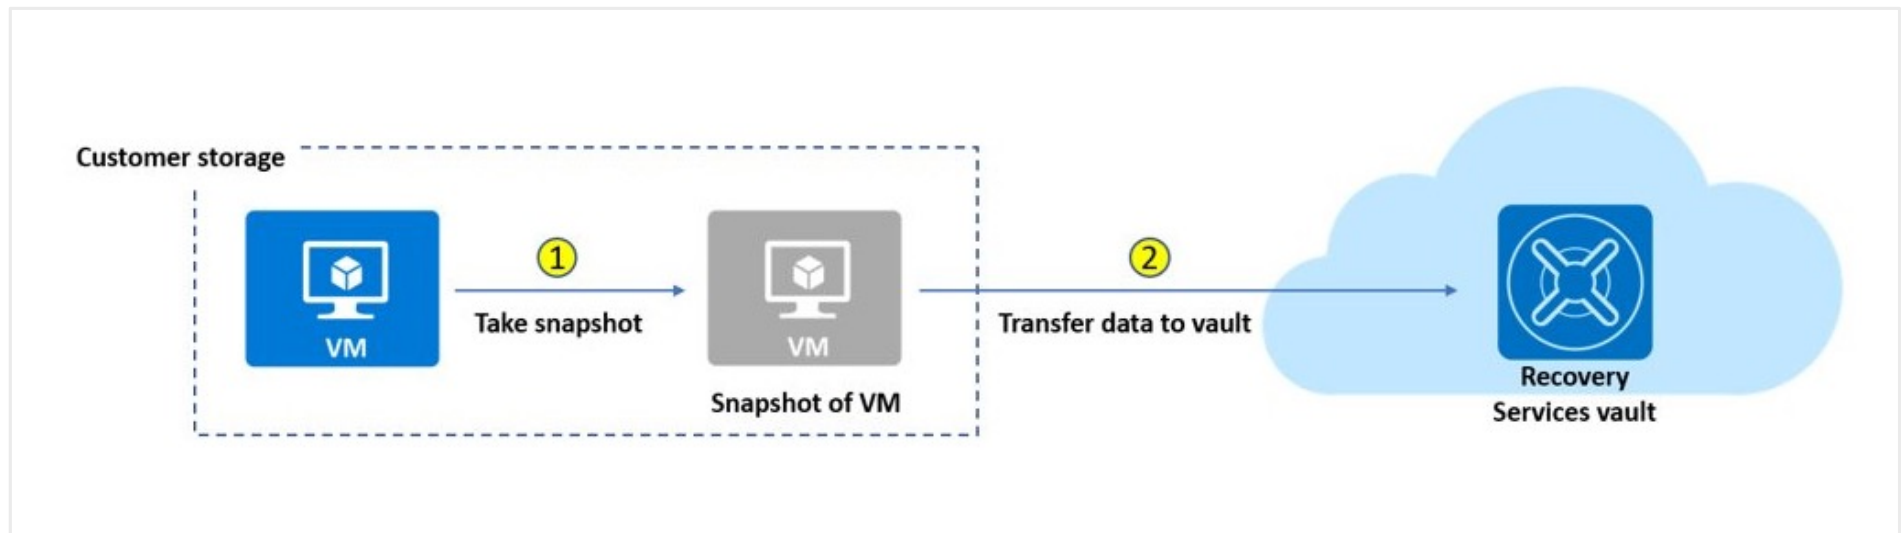 Customer storage
1
2
Take snapshot
Transfer data to vault
VM
VM
Snapshot of VM
Recovery
Services vault